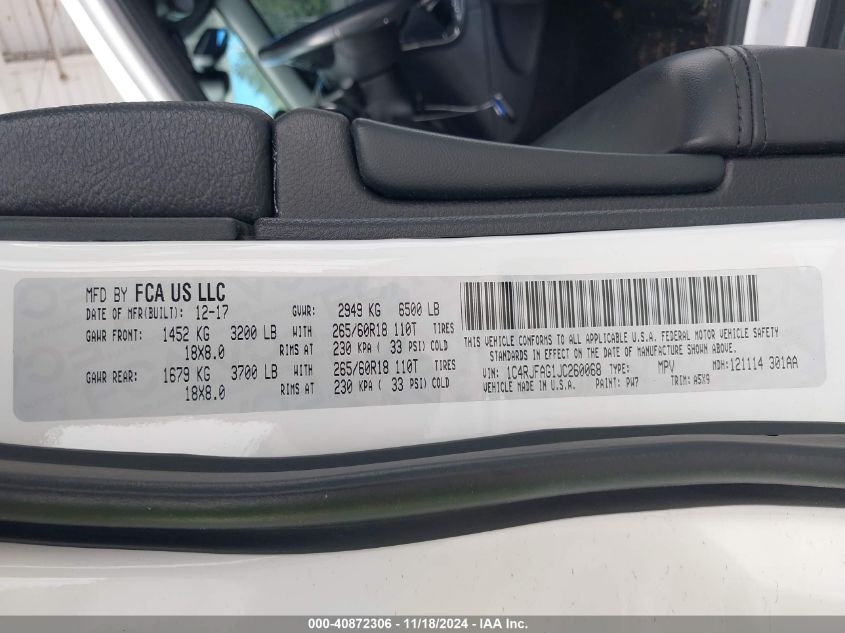 MFD BY FCA US LLC
DATE OF MFR(BUILT): 12-17 GVWR: 2949 KG 6500 LB
GAWR FRONT: 1452 KG 3200 LB WITH 265/60R18 110T TIRES
18X8.0 RIMS AT 230 KPA ( 33 PSI) COLD
GAWR REAR: 1679 KG 3700 LB WITH 265/60R18 110T TIRES
18X8.0 RIMS AT 230 KPA ( 33 PSI) COLD
THIS VEHICLE CONFORMS TO ALL APPLICABLE U.S.A. FEDERAL MOTOR VEHICLE SAFETY
STANDARDS IN EFFECT ON THE DATE OF MANUFACTURE SHOWN ABOVE.
VIN: 1C4RJFAG1JC260068 TYPE: MPV MDH: 121114 301AA
VEHICLE MADE IN U.S.A. PAINT: PW7 TRIM: A5X9
000-40872306 - 11/18/2024 - IAAI.com